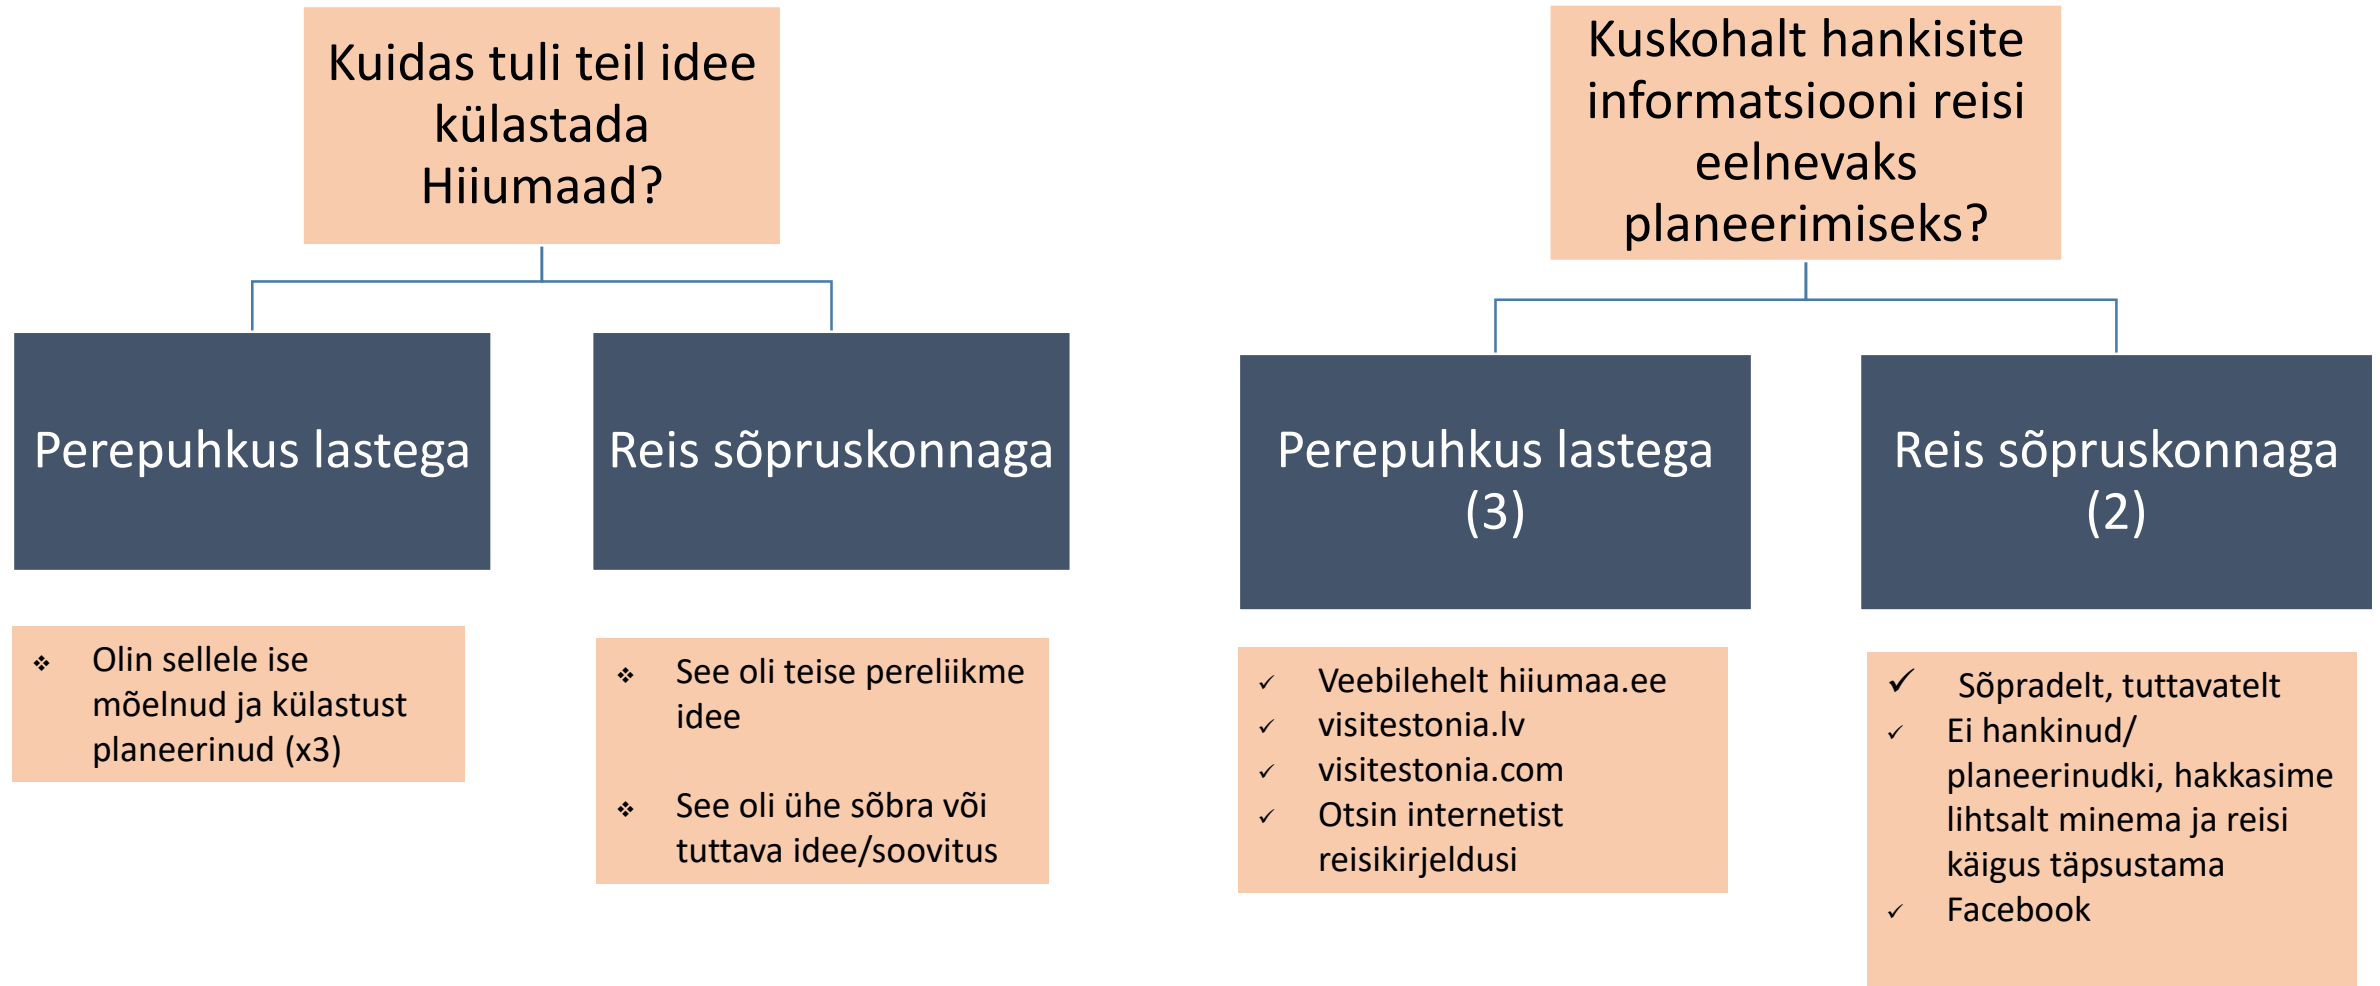 Kuidas tuli teil idee
külastada
Hiiumaad?
Perepuhkus lastega
Reis sõpruskonnaga
❖ Olin sellele ise
mõelnud ja külastust
planeerinud (x3)
❖ See oli teise pereliikme
idee
❖ See oli ühe sõbra või
tuttava idee/soovitus
Kuskohalt hankisite
informatsiooni reisi
eelnevaks
planeerimiseks?
Perepuhkus lastega
(3)
Reis sõpruskonnaga
(2)
✓ Veebilehelt hiiumaa.ee
✓ visitestonia.lv
✓ visitestonia.com
✓ Otsin internetist
reisikirjeldusi
✓ Sõpradelt, tuttavatelt
✓ Ei hankinud/
planeerinudki, hakkasime
lihtsalt minema ja reisi
käigus täpsustama
✓ Facebook